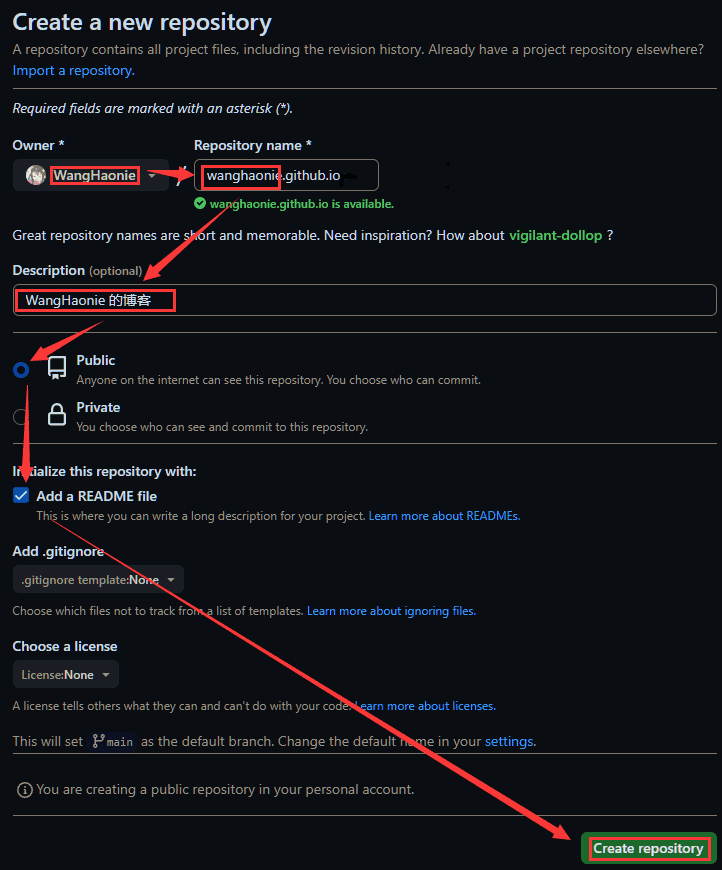 Create a new repository
A repository contains all project files, including the revision history. Already have a project repository elsewhere?
Import a repository.
Required fields are marked with an asterisk (*).
Owner * Repository name *
WangHaonie / wanghaonie.github.io
wanghaonie.github.io is available.
Great repository names are short and memorable. Need inspiration? How about vigilant-dollop ?
Description (optional)
WangHaonie 的博客
Public
Anyone on the internet can see this repository. You choose who can commit.
Private
You choose who can see and commit to this repository.
Initialize this repository with:
Add a README file
This is where you can write a long description for your project. Learn more about READMEs.
Add .gitignore
.gitignore template:None
Choose which files not to track from a list of templates. Learn more about ignoring files.
Choose a license
License:None
A license tells others what they can and can't do with your code. Learn more about licenses.
This will set main as the default branch. Change the default name in your settings.
You are creating a public repository in your personal account.
Create repository